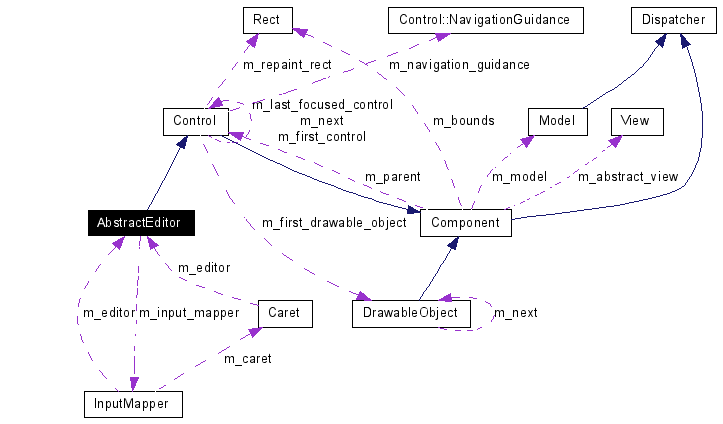 Rect
Control::NavigationGuidance
Dispatcher
m_repaint_rect
m_navigation_guidance
m_last_focused_control
m_next
m_first_control
Control
m_bounds
Model
View
m_parent
m_model
m_abstract_view
AbstractEditor
m_first_drawable_object
Component
m_editor
m_editor
m_input_mapper
Caret
DrawableObject
m_next
m_caret
InputMapper